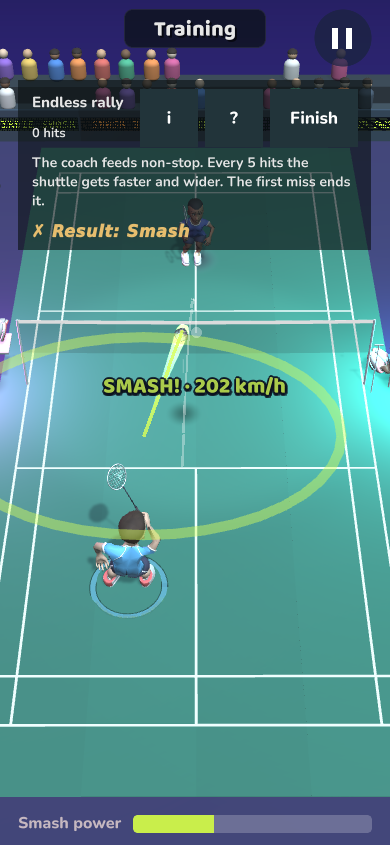 Training
Endless rally
0 hits
i
?
Finish
The coach feeds non-stop. Every 5 hits the
shuttle gets faster and wider. The first miss ends
it.
✗ Result: Smash
SMASH! · 202 km/h
Smash power